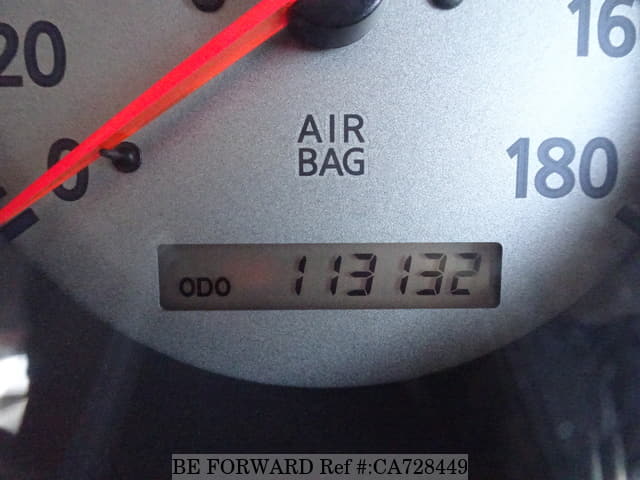 20
0
16
AIR
BAG
180
ODO 113132
BE FORWARD Ref #:CA728449